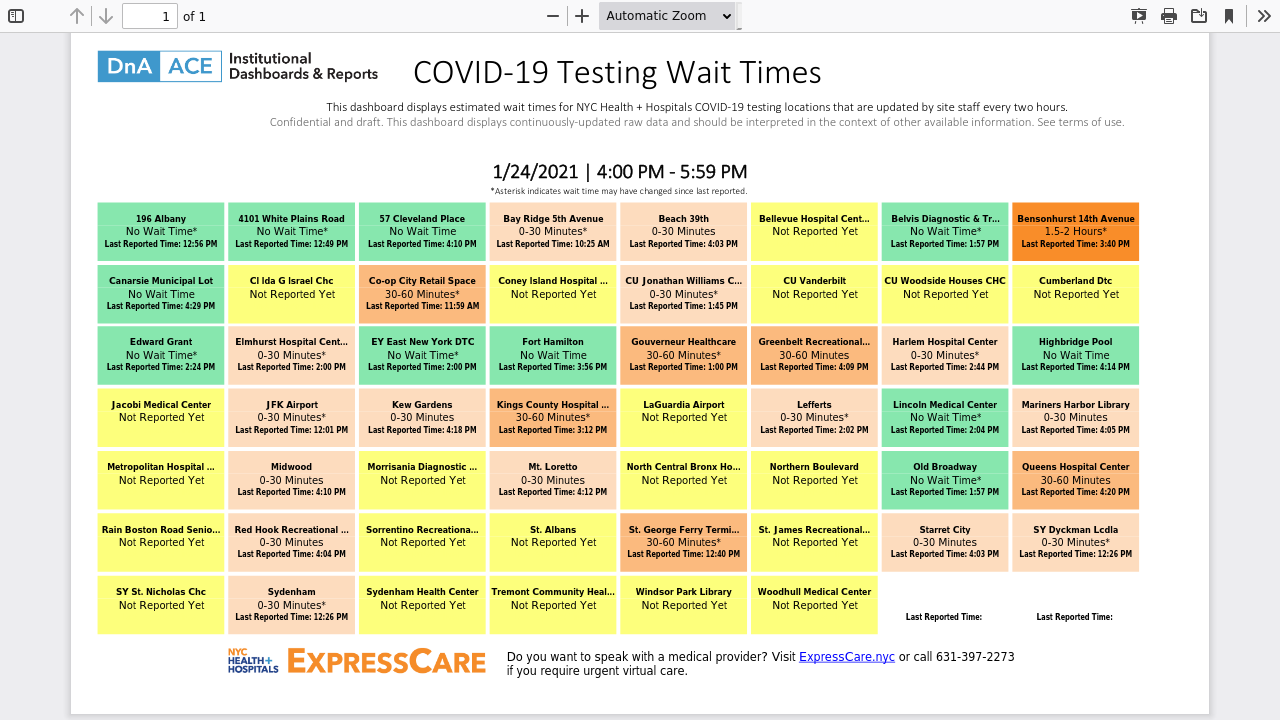 1 of 1 Automatic Zoom
DnA ACE Institutional
Dashboards & Reports
COVID-19 Testing Wait Times
This dashboard displays estimated wait times for NYC Health + Hospitals COVID-19 testing locations that are updated by site staff every two hours.
Confidential and draft. This dashboard displays continuously-updated raw data and should be interpreted in the context of other available information. See terms of use.
1/24/2021 | 4:00 PM - 5:59 PM
*Asterisk indicates wait time may have changed since last reported.
196 Albany
No Wait Time*
Last Reported Time: 12:56 PM
4101 White Plains Road
No Wait Time*
Last Reported Time: 12:49 PM
57 Cleveland Place
No Wait Time
Last Reported Time: 4:10 PM
Bay Ridge 5th Avenue
0-30 Minutes*
Last Reported Time: 10:25 AM
Beach 39th
0-30 Minutes
Last Reported Time: 4:03 PM
Bellevue Hospital Cent...
Not Reported Yet
Belvis Diagnostic & Tr...
No Wait Time*
Last Reported Time: 1:57 PM
Bensonhurst 14th Avenue
1.5-2 Hours*
Last Reported Time: 3:40 PM
Canarsie Municipal Lot
No Wait Time
Last Reported Time: 4:29 PM
Cl Ida G Israel Chc
Not Reported Yet
Co-op City Retail Space
30-60 Minutes*
Last Reported Time: 11:59 AM
Coney Island Hospital ...
Not Reported Yet
CU Jonathan Williams C...
0-30 Minutes*
Last Reported Time: 1:45 PM
CU Vanderbilt
Not Reported Yet
CU Woodside Houses CHC
Not Reported Yet
Cumberland Dtc
Not Reported Yet
Edward Grant
No Wait Time*
Last Reported Time: 2:24 PM
Elmhurst Hospital Cent...
0-30 Minutes*
Last Reported Time: 2:00 PM
EY East New York DTC
No Wait Time*
Last Reported Time: 2:00 PM
Fort Hamilton
No Wait Time
Last Reported Time: 3:56 PM
Gouverneur Healthcare
30-60 Minutes*
Last Reported Time: 1:00 PM
Greenbelt Recreational...
30-60 Minutes
Last Reported Time: 4:09 PM
Harlem Hospital Center
0-30 Minutes*
Last Reported Time: 2:44 PM
Highbridge Pool
No Wait Time
Last Reported Time: 4:14 PM
Jacobi Medical Center
Not Reported Yet
JFK Airport
0-30 Minutes*
Last Reported Time: 12:01 PM
Kew Gardens
0-30 Minutes
Last Reported Time: 4:18 PM
Kings County Hospital ...
30-60 Minutes*
Last Reported Time: 3:12 PM
LaGuardia Airport
Not Reported Yet
Lefferts
0-30 Minutes*
Last Reported Time: 2:02 PM
Lincoln Medical Center
No Wait Time*
Last Reported Time: 2:04 PM
Mariners Harbor Library
0-30 Minutes
Last Reported Time: 4:05 PM
Metropolitan Hospital ...
Not Reported Yet
Midwood
0-30 Minutes
Last Reported Time: 4:10 PM
Morrisania Diagnostic ...
Not Reported Yet
Mt. Loretto
0-30 Minutes
Last Reported Time: 4:12 PM
North Central Bronx Ho...
Not Reported Yet
Northern Boulevard
Not Reported Yet
Old Broadway
No Wait Time*
Last Reported Time: 1:57 PM
Queens Hospital Center
30-60 Minutes
Last Reported Time: 4:20 PM
Rain Boston Road Senio...
Not Reported Yet
Red Hook Recreational ...
0-30 Minutes
Last Reported Time: 4:04 PM
Sorrentino Recreationa...
Not Reported Yet
St. Albans
Not Reported Yet
St. George Ferry Termi...
30-60 Minutes*
Last Reported Time: 12:40 PM
St. James Recreational...
Not Reported Yet
Starret City
0-30 Minutes
Last Reported Time: 4:03 PM
SY Dyckman Lcdla
0-30 Minutes*
Last Reported Time: 12:26 PM
SY St. Nicholas Chc
Not Reported Yet
Sydenham
0-30 Minutes*
Last Reported Time: 12:26 PM
Sydenham Health Center
Not Reported Yet
Tremont Community Heal...
Not Reported Yet
Windsor Park Library
Not Reported Yet
Woodhull Medical Center
Not Reported Yet
Last Reported Time:
Last Reported Time:
NYC
HEALTH+
HOSPITALS
EXPRESSCARE
Do you want to speak with a medical provider? Visit ExpressCare.nyc or call 631-397-2273
if you require urgent virtual care.